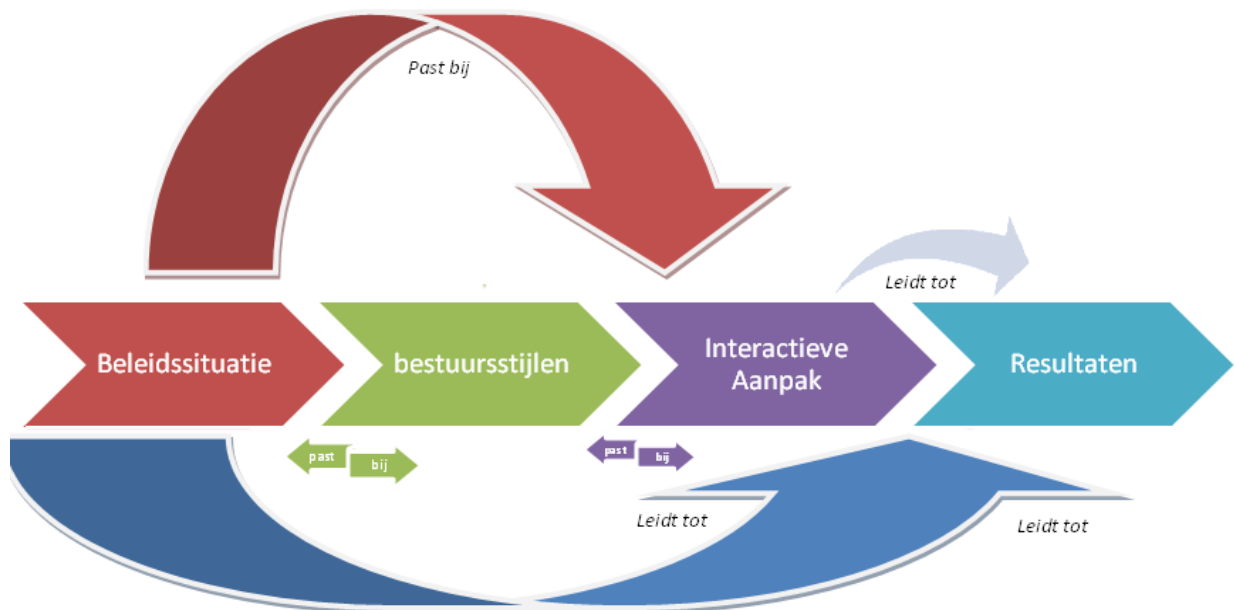 Past bij
Leidt tot
Beleidssituatie
bestuursstijlen
Interactieve
Aanpak
Resultaten
past
bij
past
bij
Leidt tot
Leidt tot